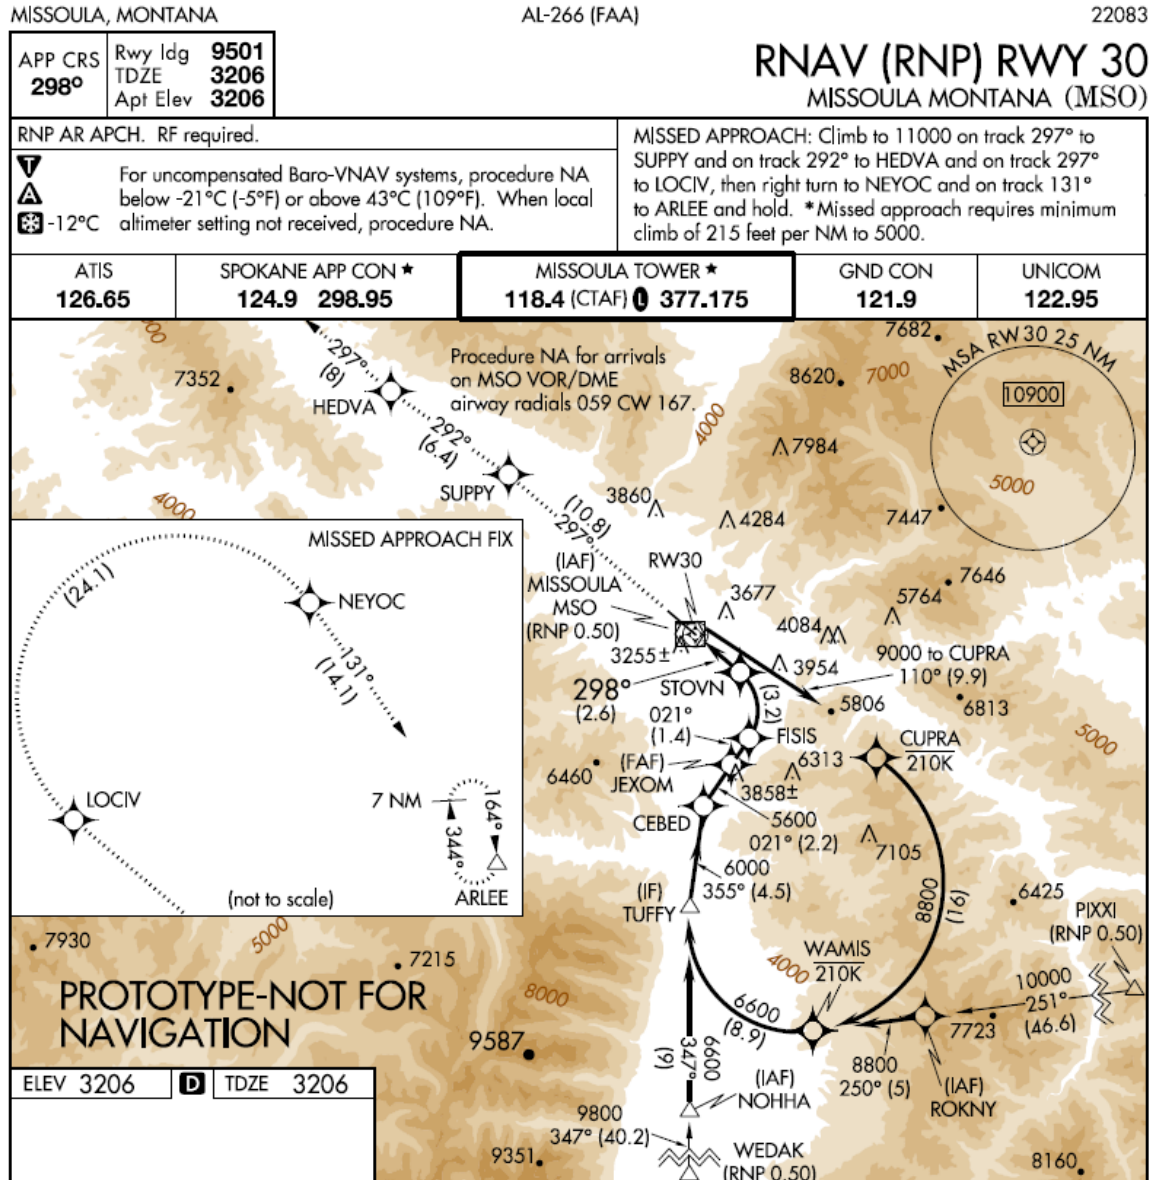 MISSOULA, MONTANA
AL-266 (FAA)
22083
APP CRS
298°
Rwy ldg 9501
TDZE 3206
Apt Elev 3206
RNAV (RNP) RWY 30
MISSOULA MONTANA (MSO)
RNP AR APCH. RF required.
T
A
-12°C
For uncompensated Baro-VNAV systems, procedure NA
below -21°C (-5°F) or above 43°C (109°F). When local
altimeter setting not received, procedure NA.
MISSED APPROACH: Climb to 11000 on track 297° to
SUPPY and on track 292° to HEDVA and on track 297°
to LOCIV, then right turn to NEYOC and on track 131°
to ARLEE and hold. *Missed approach requires minimum
climb of 215 feet per NM to 5000.
ATIS
126.65
SPOKANE APP CON ★
124.9 298.95
MISSOULA TOWER ★
118.4 (CTAF) L 377.175
GND CON
121.9
UNICOM
122.95
Procedure NA for arrivals
on MSO VOR/DME
airway radials 059 CW 167.
MSA RW30 25 NM
10900
7682
8620
7000
7984
5000
7447
7646
5764
4000
7352
297°
(8)
HEDVA
292°
(6.4)
SUPPY
(10.8)
297°
3860
4284
4000
(IAF)
MISSOULA
MSO
(RNP 0.50)
RW30
3677
4084
3954
3255±
9000 to CUPRA
110° (9.9)
5806
6813
5000
298°
(2.6)
STOVN
(3.2)
021°
(1.4)
FISIS
(FAF)
JEXOM
6460
6313
3858±
CUPRA
210K
CEBED
5600
021° (2.2)
7105
6000
355° (4.5)
(IF)
TUFFY
8800
(16)
6425
PIXXI
(RNP 0.50)
10000
251°
(46.6)
WAMIS
210K
4000
6600
(8.9)
7723
8800
250° (5)
(IAF)
ROKNY
6600
347°
(9)
(IAF)
NOHHA
9800
347° (40.2)
WEDAK
(RNP 0.50)
9351
8160
MISSED APPROACH FIX
(24.1)
NEYOC
131°
(14.1)
LOCIV
7 NM
164°
344°
ARLEE
(not to scale)
7930
5000
7215
8000
9587
PROTOTYPE-NOT FOR
NAVIGATION
ELEV 3206
D
TDZE 3206